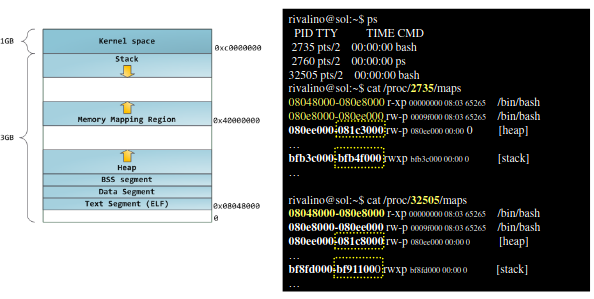 1GB
Kernel space
0xc0000000
Stack
Memory Mapping Region
0x40000000
3GB
Heap
BSS segment
Data Segment
Text Segment (ELF)
0x08048000
0
rivalino@sol:~$ ps
PID TTY TIME CMD
2735 pts/2 00:00:00 bash
2760 pts/2 00:00:00 ps
32505 pts/2 00:00:00 bash
rivalino@sol:~$ cat /proc/2735/maps
08048000-080e8000 r-xp 00000000 08:03 65265 /bin/bash
080e8000-080ee000 rw-p 0009f000 08:03 65265 /bin/bash
080ee000-081c3000 rw-p 080ee000 00:00 0 [heap]
...
bfb3c000-bfb4f000 rwxp bfb3c000 00:00 0 [stack]
rivalino@sol:~$ cat /proc/32505/maps
08048000-080e8000 r-xp 00000000 08:03 65265 /bin/bash
080e8000-080ee000 rw-p 0009f000 08:03 65265 /bin/bash
080ee000-081c8000 rw-p 080ee000 00:00 0 [heap]
...
bf8fd000-bf911000 rwxp bf8fd000 00:00 0 [stack]
...